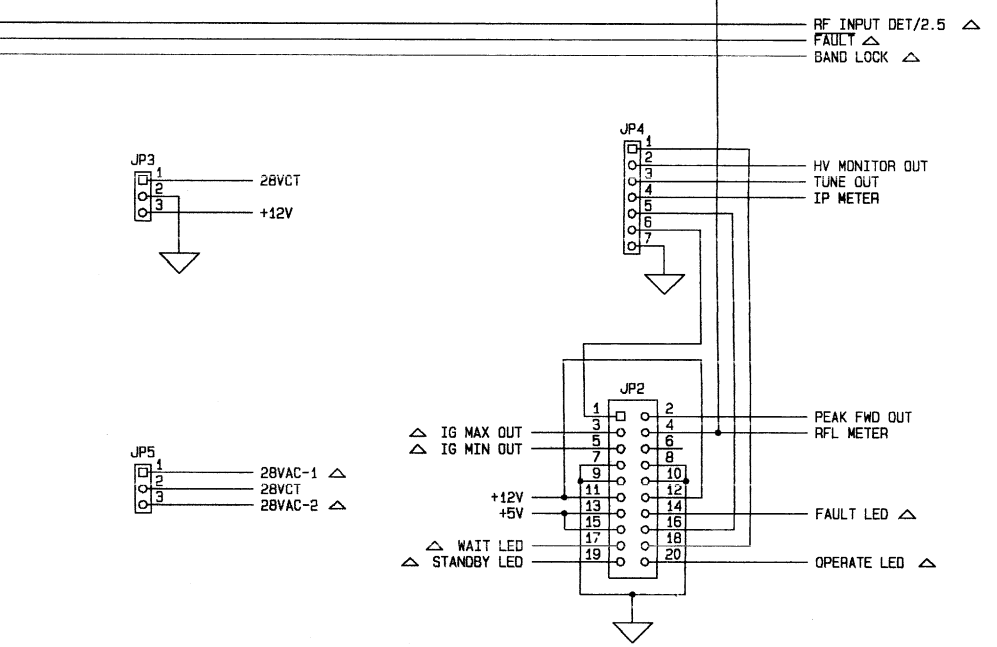 RF INPUT DET/2.5
FAULT
BAND LOCK
JP3
1
2
3
28VCT
+12V
JP4
1
2
3
4
5
6
7
HV MONITOR OUT
TUNE OUT
IP METER
JP2
1 2
3 4
5 6
7 8
9 10
11 12
13 14
15 16
17 18
19 20
IG MAX OUT
IG MIN OUT
+12V
+5V
WAIT LED
STANDBY LED
PEAK FWD OUT
RFL METER
FAULT LED
OPERATE LED
JP5
1
2
3
28VAC-1
28VCT
28VAC-2